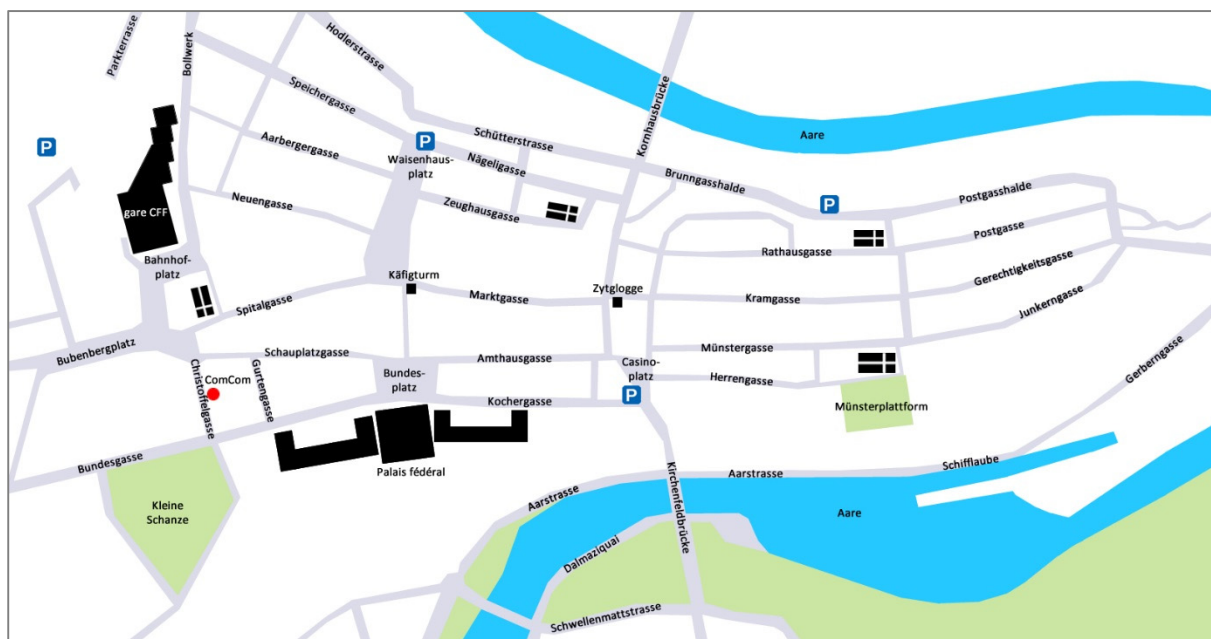 Parkterrasse
Bollwerk
Hodlerstrasse
Speichergasse
Kornhausbrücke
P
Schütterstrasse
Aare
P
Aarbergergasse
Waisenhaus-
platz
Nägeligasse
Brunngasshalde
Postgasshalde
P
gare CFF
Neuengasse
Zeughausgasse
Postgasse
Rathausgasse
Bahnhof-
platz
Käfigturm
Gerechtigkeitsgasse
Spitalgasse
Marktgasse
Zytglogge
Kramgasse
Junkerngasse
Bubenbergplatz
Schauplatzgasse
Amthausgasse
Münstergasse
Casino-
platz
Gerberngasse
Christoffelgasse
ComCom
Gurtengasse
Bundes-
platz
Herrengasse
P
Kochergasse
Münsterplattform
Bundesgasse
Palais fédéral
Schifflaube
Aarstrasse
Aarstrasse
Kirchenfeldbrücke
Kleine
Schanze
Aare
Dalmaziquai
Schwellenmattstrasse